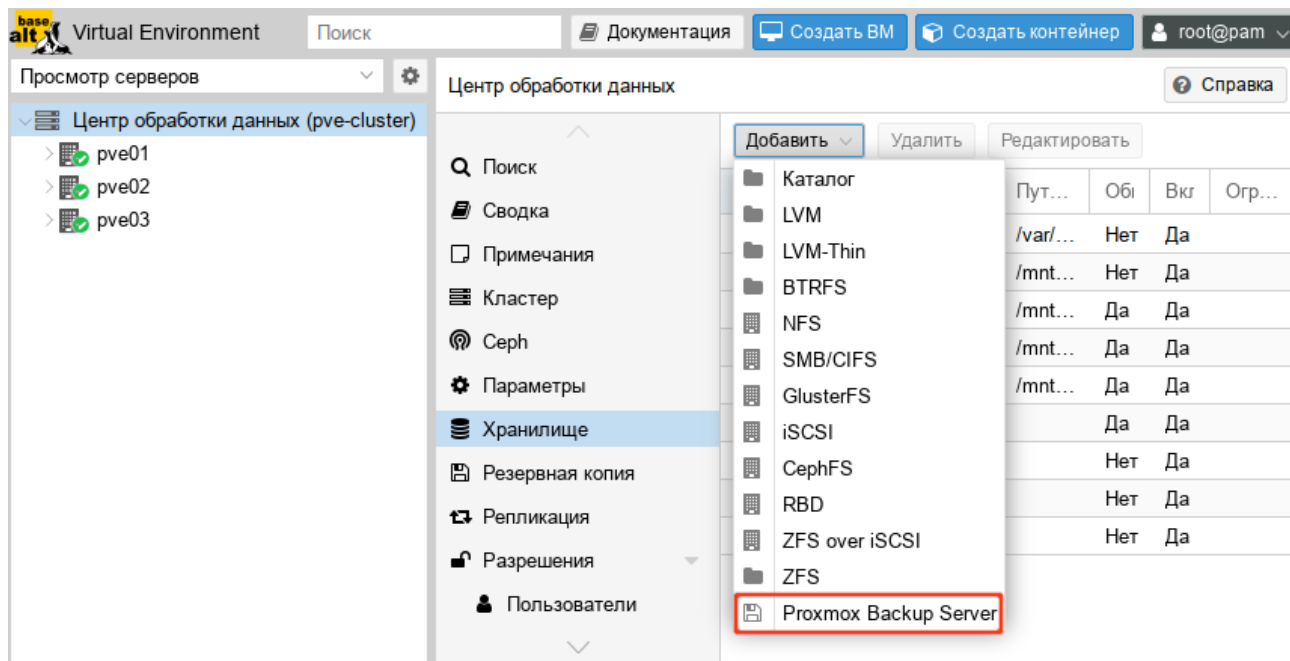 base
alt Virtual Environment Поиск Документация Создать ВМ Создать контейнер root@pam
Просмотр серверов
Центр обработки данных (pve-cluster)
pve01
pve02
pve03
Центр обработки данных Справка
Поиск
Сводка
Примечания
Кластер
Ceph
Параметры
Хранилище
Резервная копия
Репликация
Разрешения
Пользователи
Добавить Удалить Редактировать
Каталог
LVM
LVM-Thin
BTRFS
NFS
SMB/CIFS
GlusterFS
iSCSI
CephFS
RBD
ZFS over iSCSI
ZFS
Proxmox Backup Server
Пут... Огр...
/var/... Нет Да
/mnt... Нет Да
/mnt... Да Да
/mnt... Да Да
/mnt... Да Да
Да Да
Нет Да
Нет Да
Нет Да